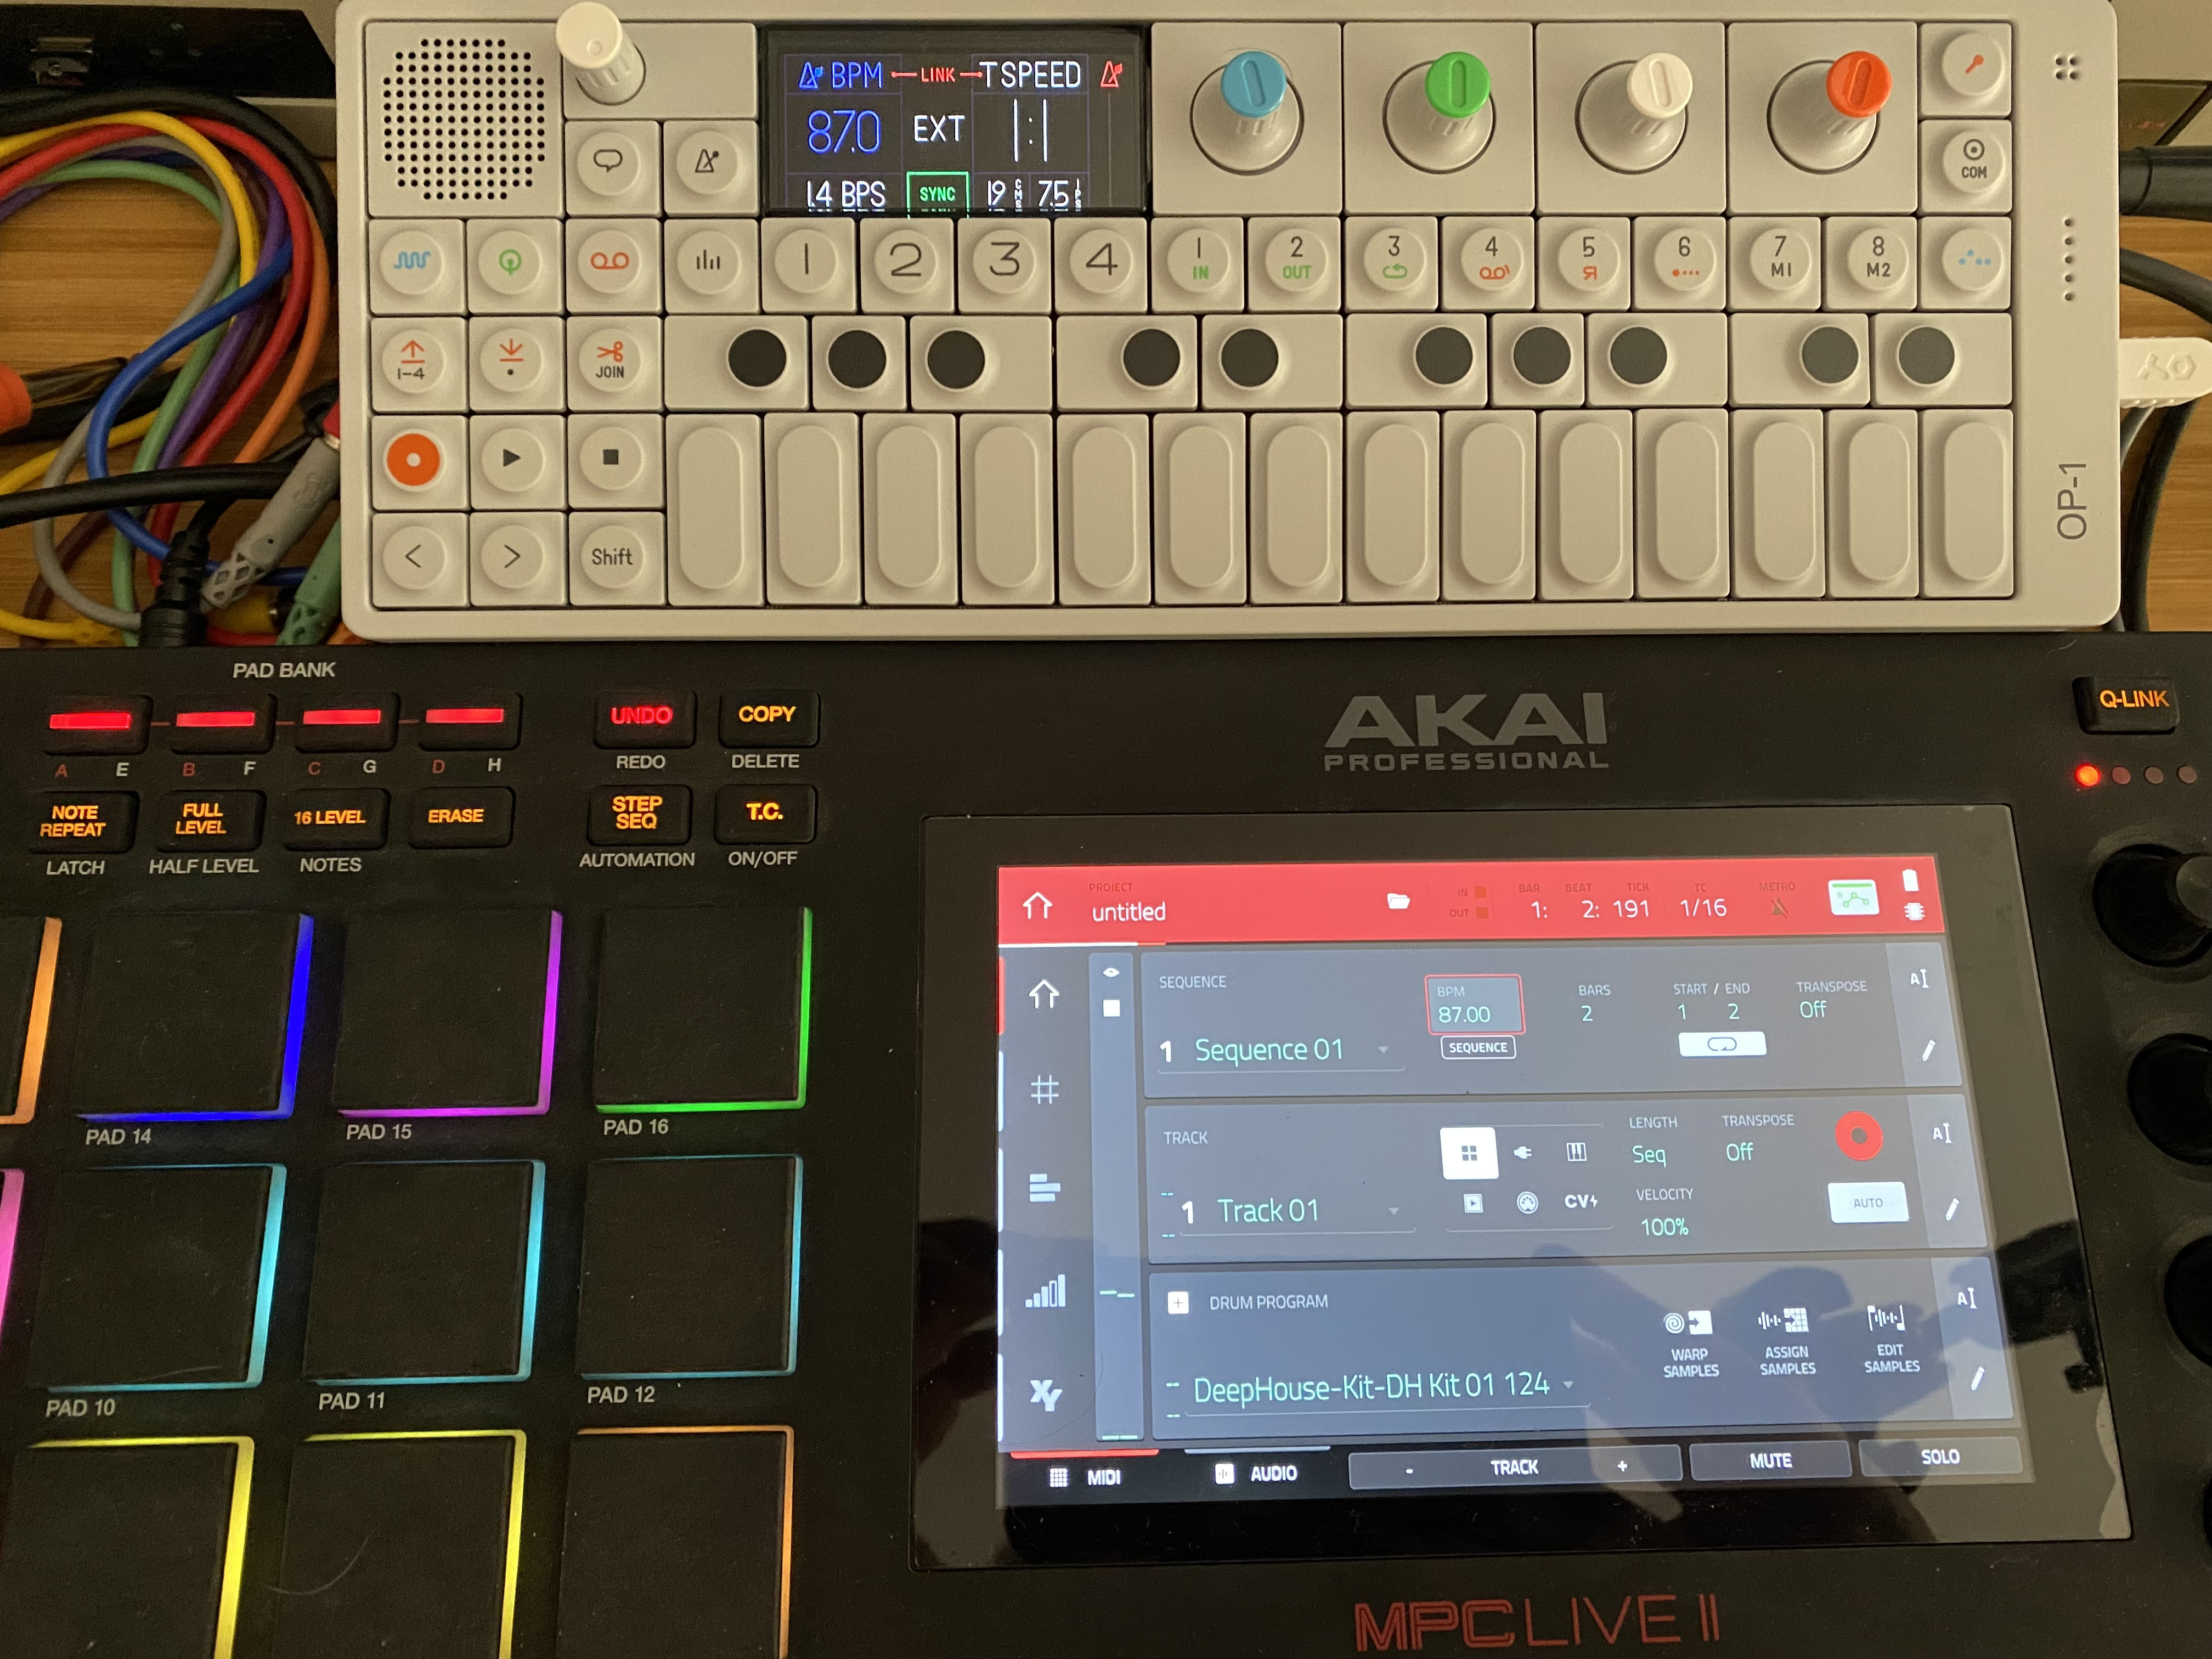 BPM LINK T SPEED
87.0 EXT 1:1
1.4 BPS SYNC 19 7.5
COM
1 2 3 4 1 2 3 4 5 6 7 8
IN OUT M1 M2
1-4 JOIN
< > Shift
OP-1
PAD BANK
A E B F C G D H
UNDO COPY
REDO DELETE
NOTE REPEAT
FULL LEVEL
16 LEVEL
ERASE
STEP SEQ
T.C.
LATCH HALF LEVEL NOTES
AUTOMATION ON/OFF
AKAI
PROFESSIONAL
Q-LINK
PAD 14 PAD 15 PAD 16
PAD 10 PAD 11 PAD 12
PROJECT
untitled
IN
OUT
BAR BEAT TICK TC METRO
1: 2: 191 1/16
SEQUENCE
1 Sequence 01
BPM
87.00
SEQUENCE
BARS
2
START / END
1 2
TRANSPOSE
Off
TRACK
1 Track 01
CV
LENGTH
Seq
TRANSPOSE
Off
VELOCITY
100%
AUTO
DRUM PROGRAM
DeepHouse-Kit-DH Kit 01 124
WARP SAMPLES
ASSIGN SAMPLES
EDIT SAMPLES
XY
MIDI AUDIO - TRACK + MUTE SOLO
MPC LIVE II